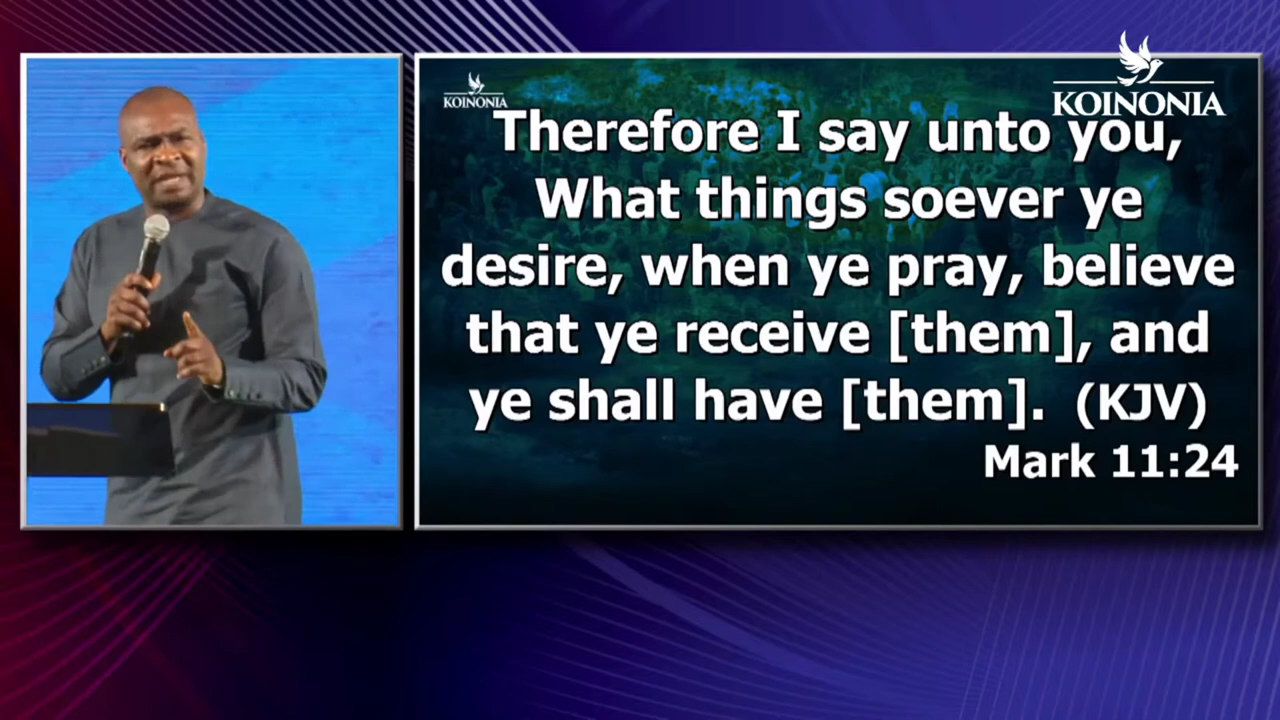 KOINONIA
KOINONIA
Therefore I say unto you,
What things soever ye
desire, when ye pray, believe
that ye receive [them], and
ye shall have [them]. (KJV)
Mark 11:24